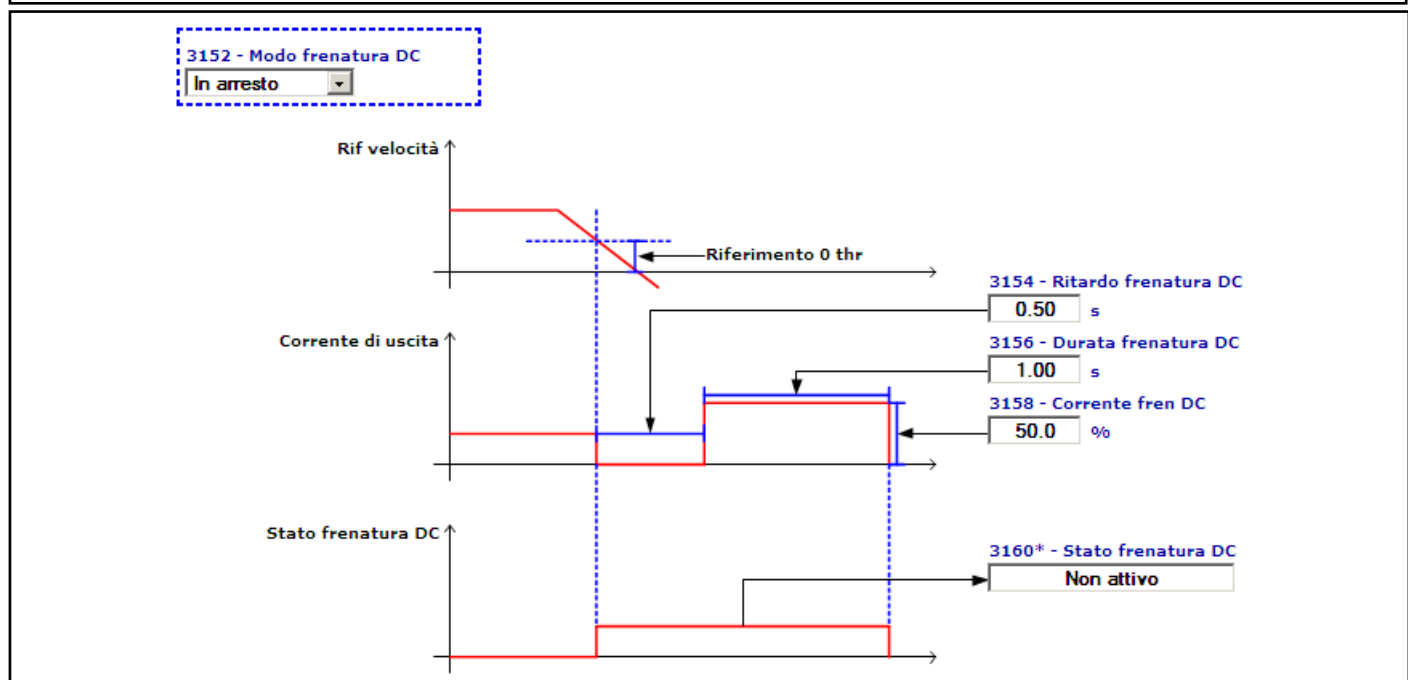 3152 - Modo frenatura DC
In arresto
Rif velocità
Riferimento 0 thr
3154 - Ritardo frenatura DC
0.50 s
Corrente di uscita
3156 - Durata frenatura DC
1.00 s
3158 - Corrente fren DC
50.0 %
Stato frenatura DC
3160* - Stato frenatura DC
Non attivo